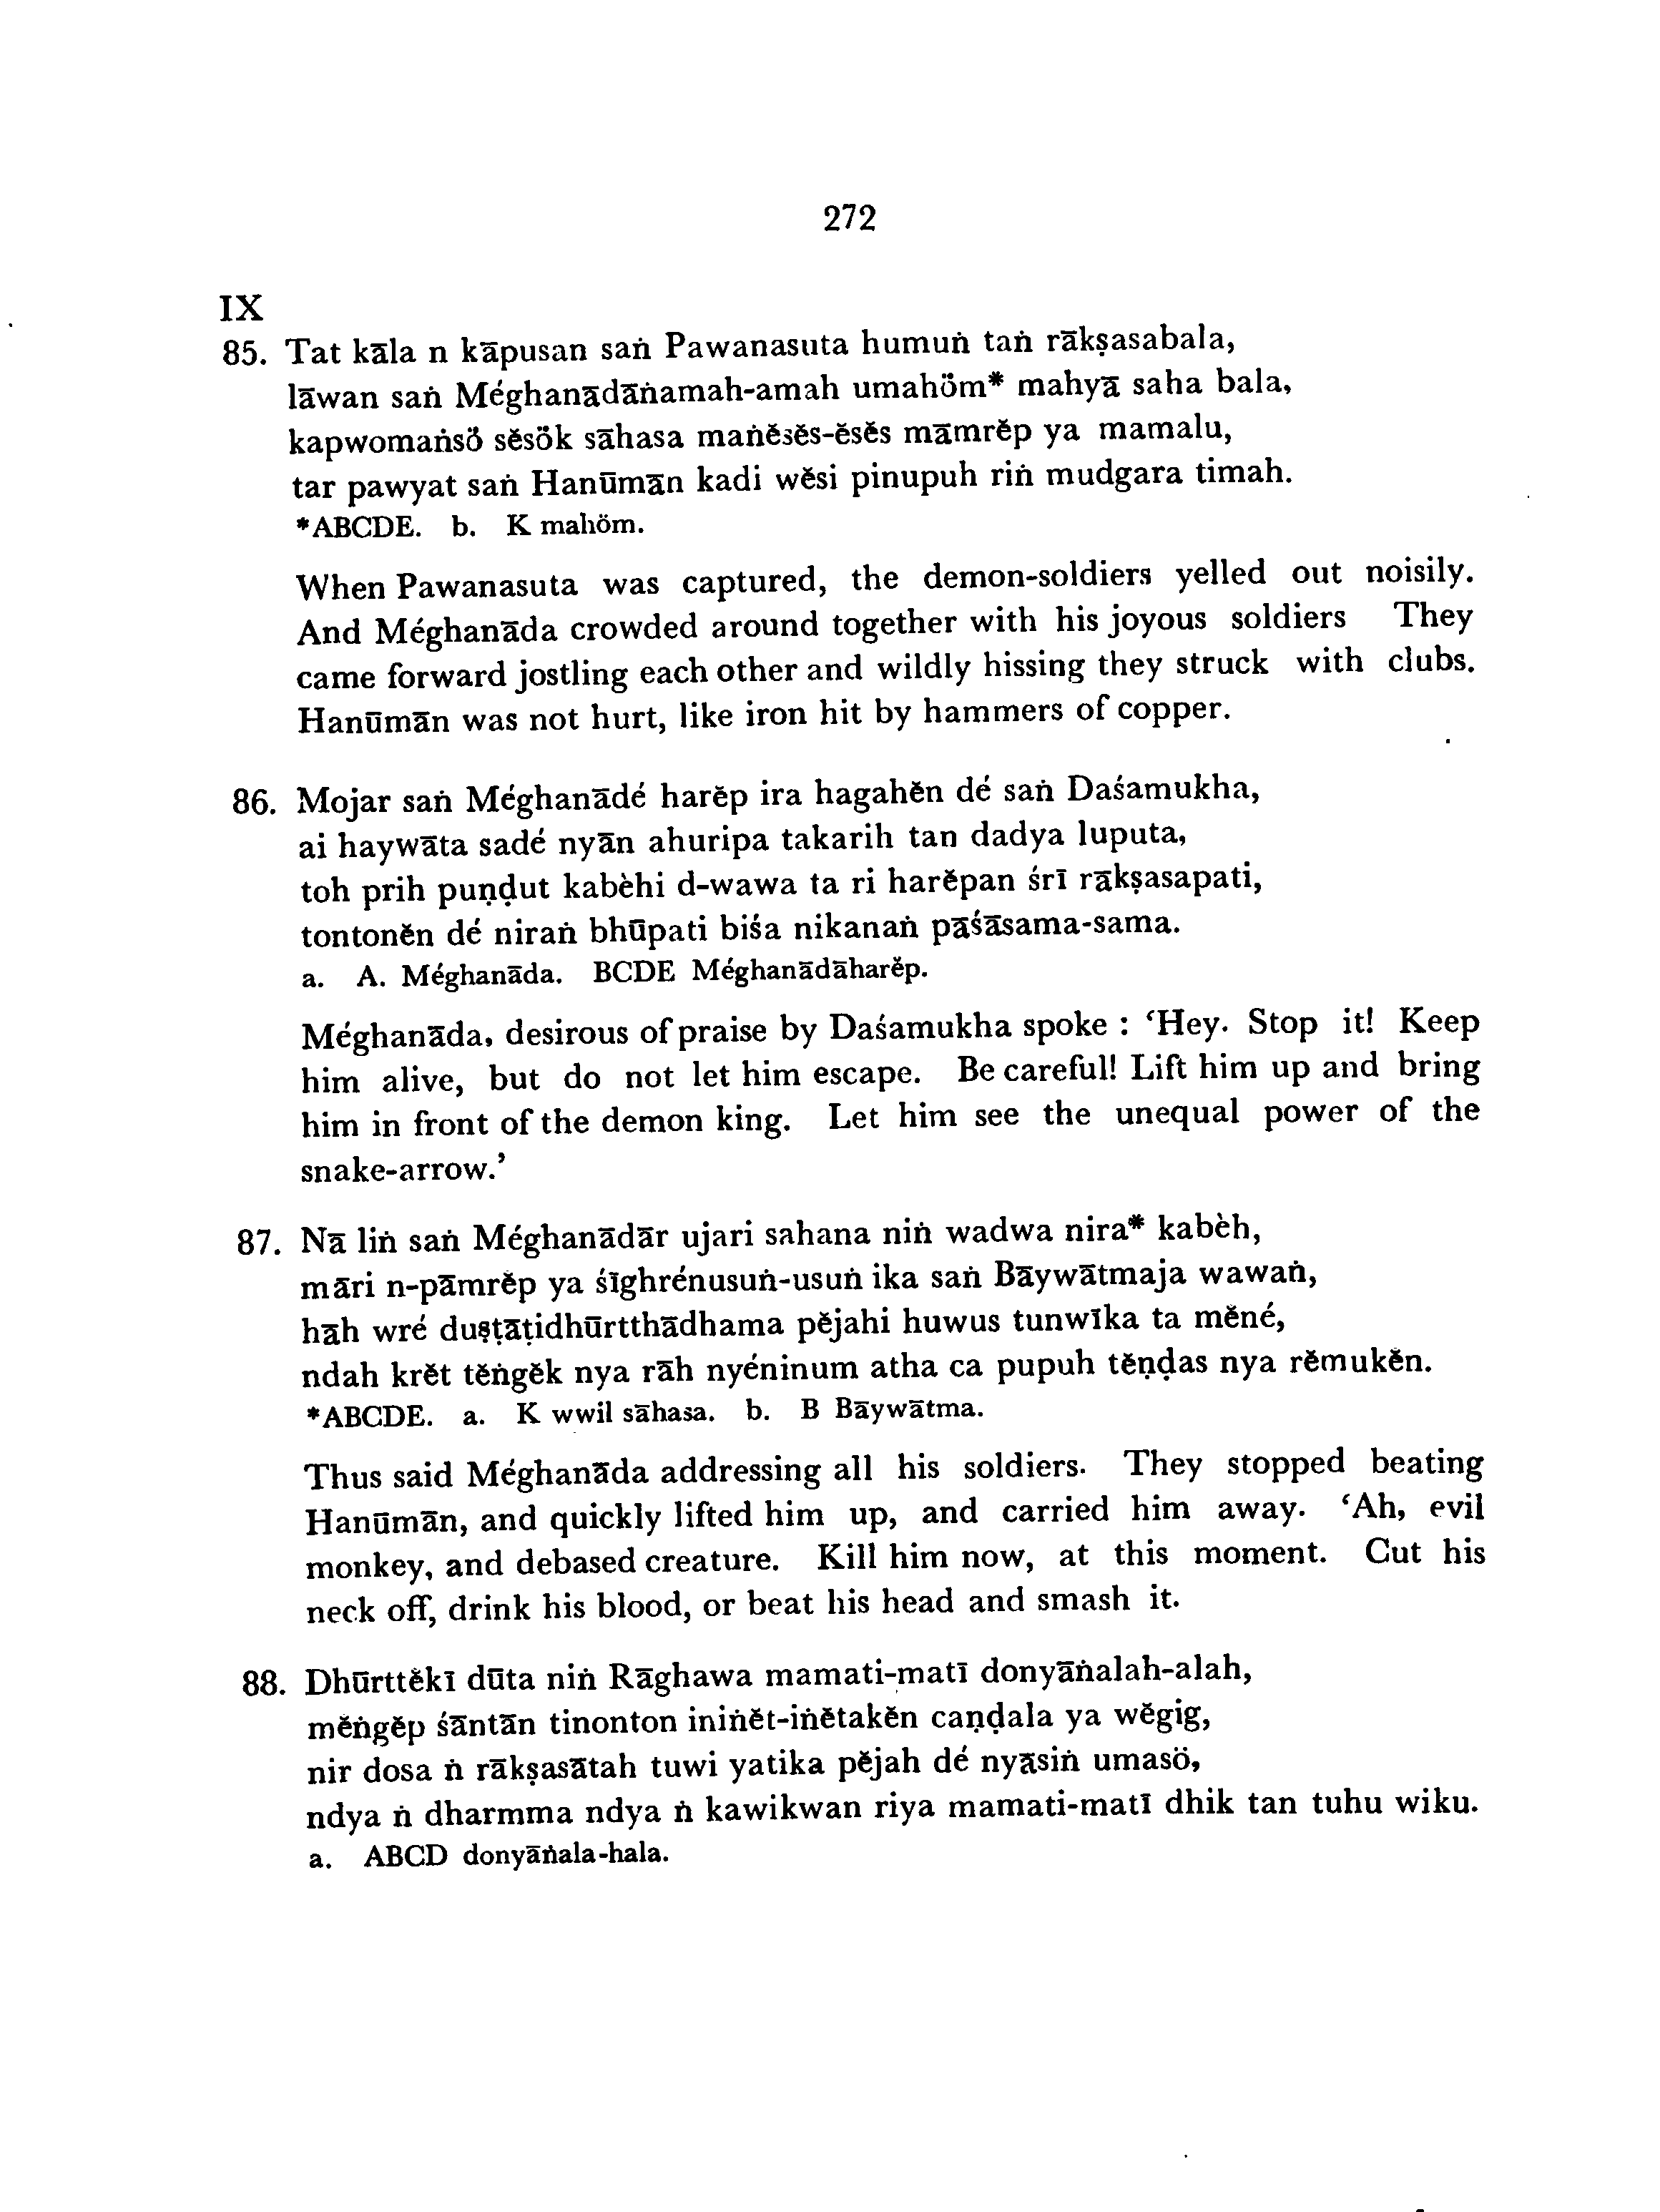 272
IX
85. Tat kāla n kāpusan saṅ Pawanasuta humuṅ taṅ rākṣasabala,
lāwan saṅ Méghanādāṅamah-amah umahöm* mahyā saha bala,
kapwomaṅsö sĕsök sāhasa maṅĕsĕs-ĕsĕs māmrĕp ya mamalu,
tar pawyat saṅ Hanūmān kadi wĕsi pinupuh riṅ mudgara timah.
*ABCDE. b. K mahöm.
When Pawanasuta was captured, the demon-soldiers yelled out noisily.
And Méghanāda crowded around together with his joyous soldiers They
came forward jostling each other and wildly hissing they struck with clubs.
Hanūmān was not hurt, like iron hit by hammers of copper.
86. Mojar saṅ Méghanādé harĕp ira hagahĕn dé saṅ Daśamukha,
ai haywāta sadé nyān ahuripa takarih tan dadya luputa,
toh prih puṇḍut kabèhi d-wawa ta ri harĕpan śrī rākṣasapati,
tontonĕn dé niraṅ bhūpati biśa nikanaṅ pāśāsama-sama.
a. A. Méghanāda. BCDE Méghanādāharĕp.
Méghanāda, desirous of praise by Daśamukha spoke : ‘Hey. Stop it! Keep
him alive, but do not let him escape. Be careful! Lift him up and bring
him in front of the demon king. Let him see the unequal power of the
snake-arrow.’
87. Nā liṅ saṅ Méghanādār ujari sahana niṅ wadwa nira* kabèh,
māri n-pāmrĕp ya śīghrénusuṅ-usuṅ ika saṅ Bāywātmaja wawaṅ,
hāh wré duṣṭāṭidhūrtthādhama pĕjahi huwus tunwīka ta mĕné,
ndah krĕt tĕṅgĕk nya rāh nyéninum atha ca pupuh tĕṇḍas nya rĕmukĕn.
*ABCDE. a. K wwil sāhasa. b. B Bāywātma.
Thus said Méghanāda addressing all his soldiers. They stopped beating
Hanūmān, and quickly lifted him up, and carried him away. ‘Ah, evil
monkey, and debased creature. Kill him now, at this moment. Cut his
neck off, drink his blood, or beat his head and smash it.
88. Dhūrttĕkī dūta niṅ Rāghawa mamati-matī donyāṅalah-alah,
mĕṅgĕp śāntān tinonton iniṅĕt-iṅĕtakĕn caṇḍala ya wĕgig,
nir dosa ṅ rākṣasātah tuwi yatika pĕjah dé nyāsiṅ umasö,
ndya ṅ dharmma ndya ṅ kawikwan riya mamati-matī dhik tan tuhu wiku.
a. ABCD donyāṅala-hala.